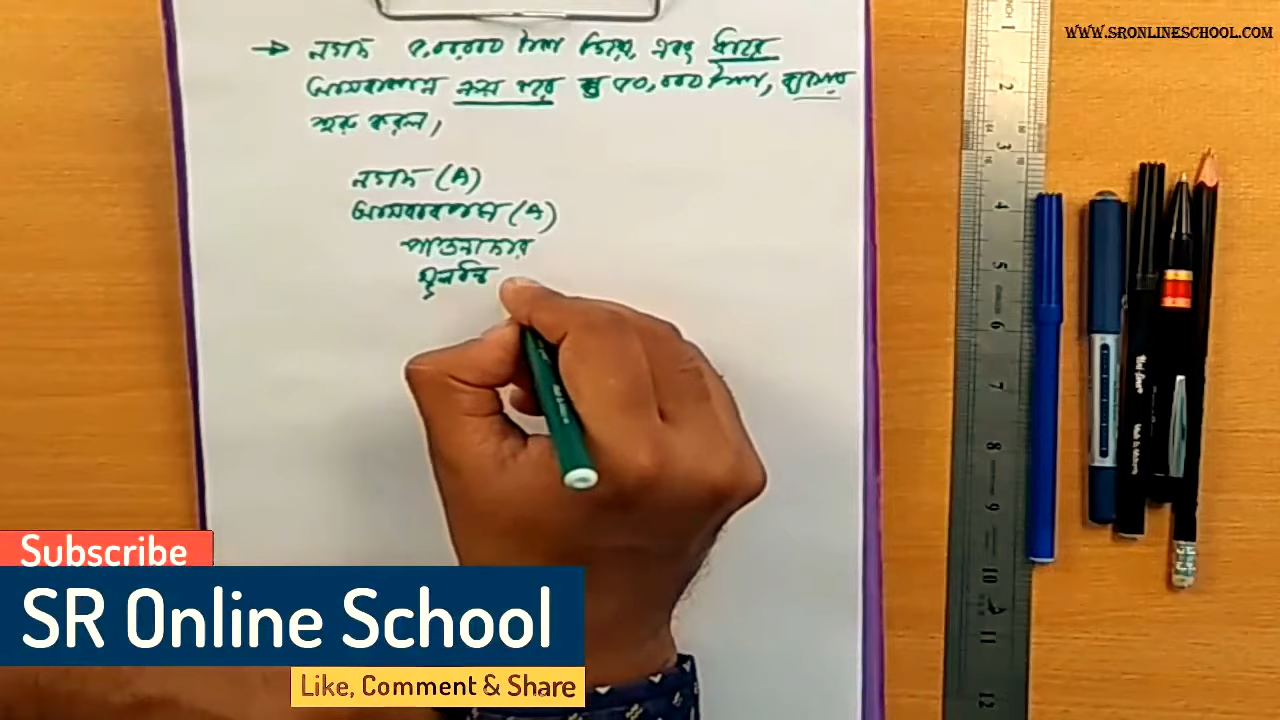 WWW.SRONLINESCHOOL.COM
→ নগদ ৫,০০,০০০ টাকা দিয়ে, এবং ধারে
আসবাবপত্র ক্রয় করে ৫০,০০০ টাকা, ব্যবসায়
শুরু করল,
নগদ (A)
আসবাবপত্র (A)
পাওনাদার
মূলধন
Subscribe
SR Online School
Like, Comment & Share